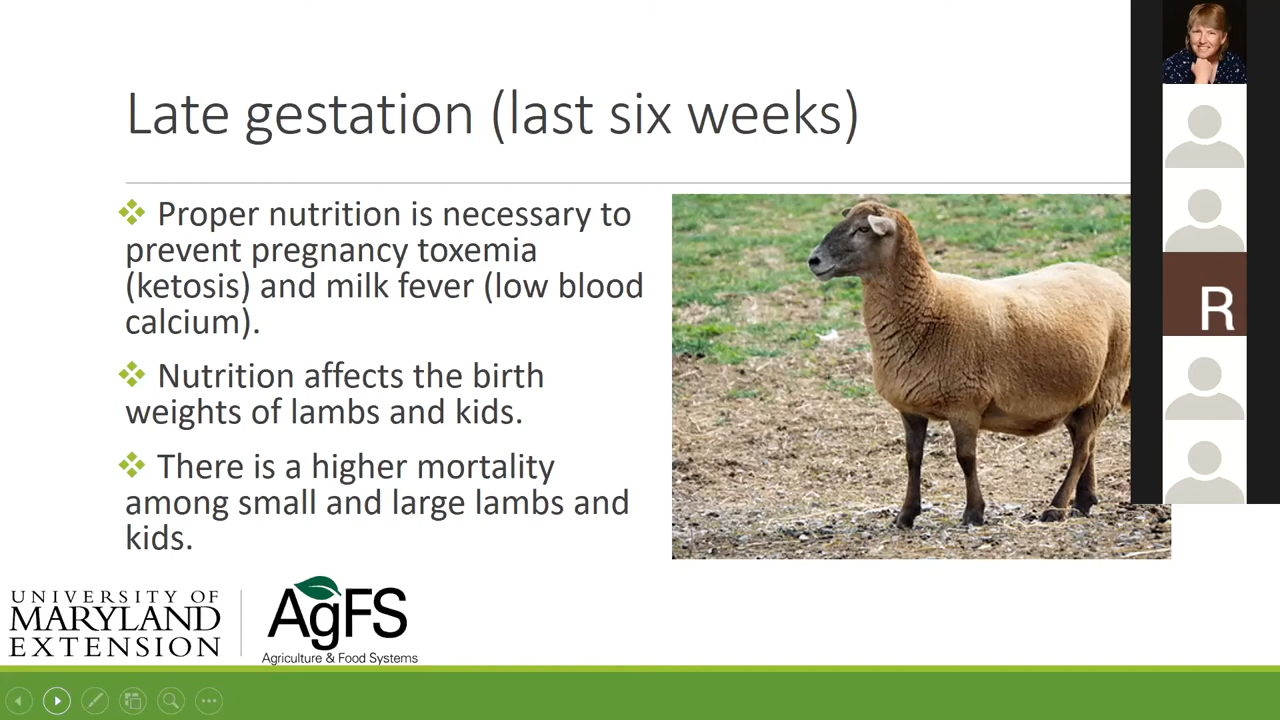 Late gestation (last six weeks)
Proper nutrition is necessary to
prevent pregnancy toxemia
(ketosis) and milk fever (low blood
calcium).
Nutrition affects the birth
weights of lambs and kids.
There is a higher mortality
among small and large lambs and
kids.
R
UNIVERSITY OF
MARYLAND
EXTENSION
AgFS
Agriculture & Food Systems